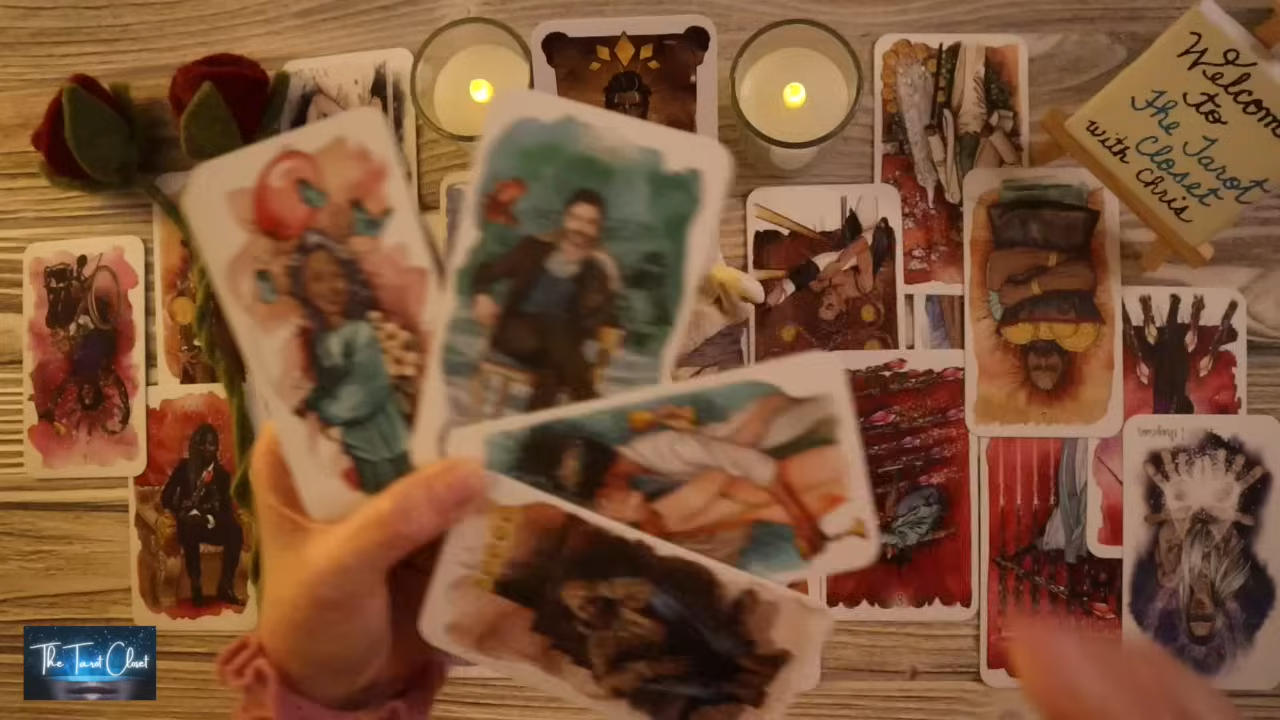 Welcome
to
The Tarot
Closet
with Chris
The Tarot Closet